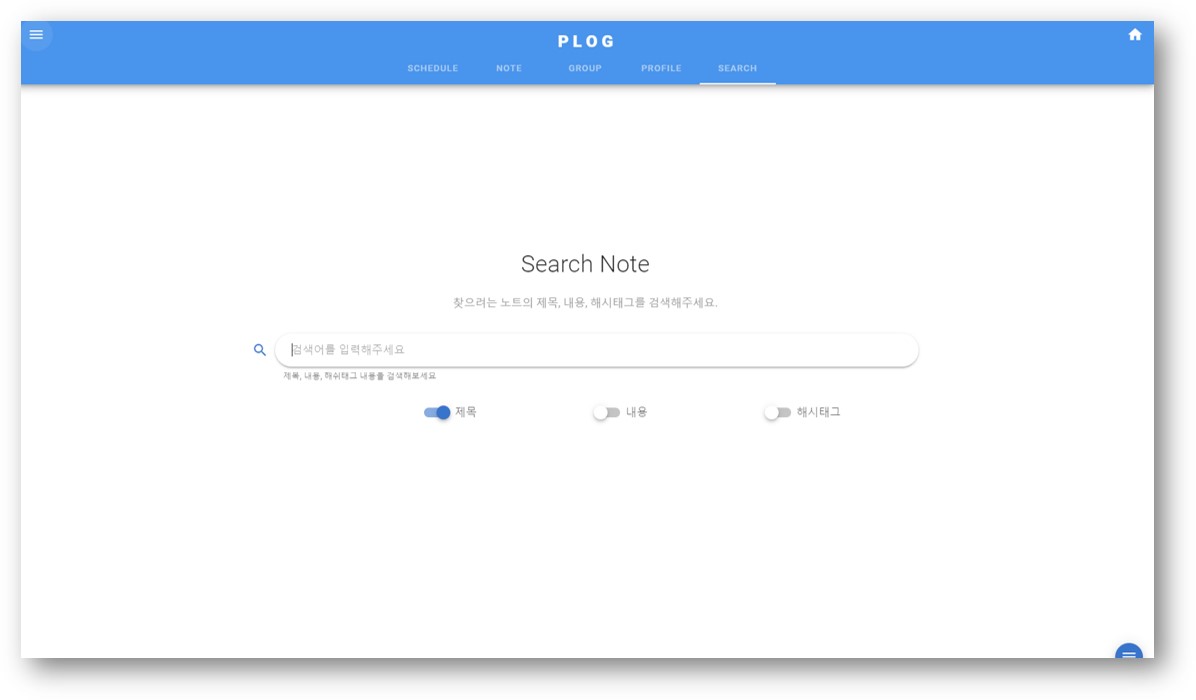 PLOG
SCHEDULE NOTE GROUP PROFILE SEARCH
Search Note
찾으려는 노트의 제목, 내용, 해시태그를 검색해주세요.
검색어를 입력해주세요
제목, 내용, 해쉬태그 내용을 검색해보세요
제목 내용 해시태그